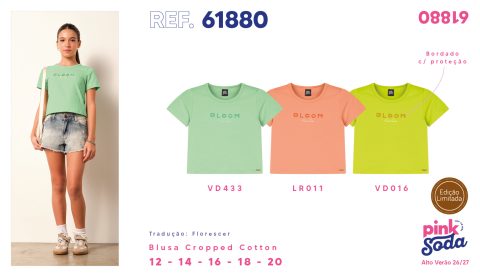 REF. 61880
61880
Bordado
c/ proteção
BLOOM
BLOOM
BLOOM
BLOOM
VD433
LR011
VD016
Edição
Limitada
Tradução: Florescer
Blusa Cropped Cotton
12 - 14 - 16 - 18 - 20
pink
Soda
Alto Verão 26/27